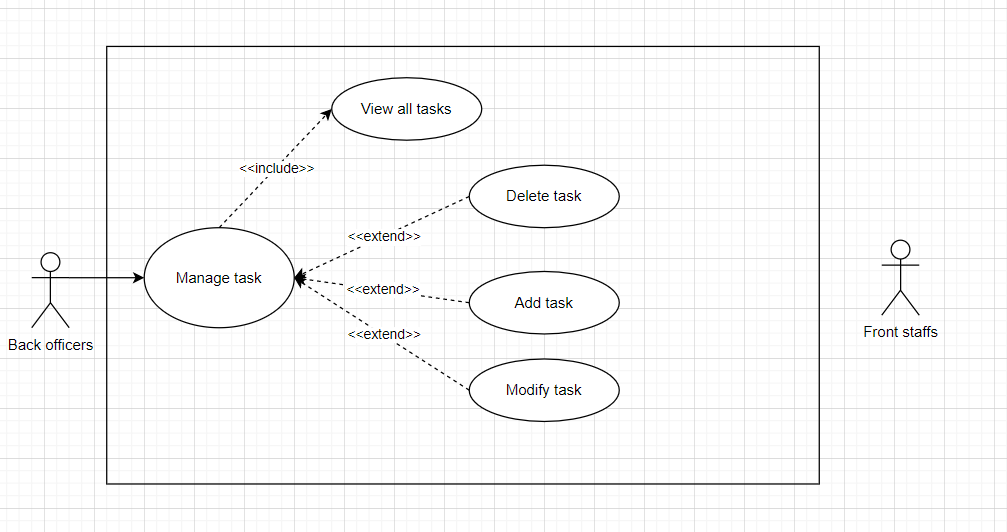 View all tasks
<<include>>
Delete task
<<extend>>
Manage task
<<extend>>
Add task
<<extend>>
Modify task
Back officers
Front staffs